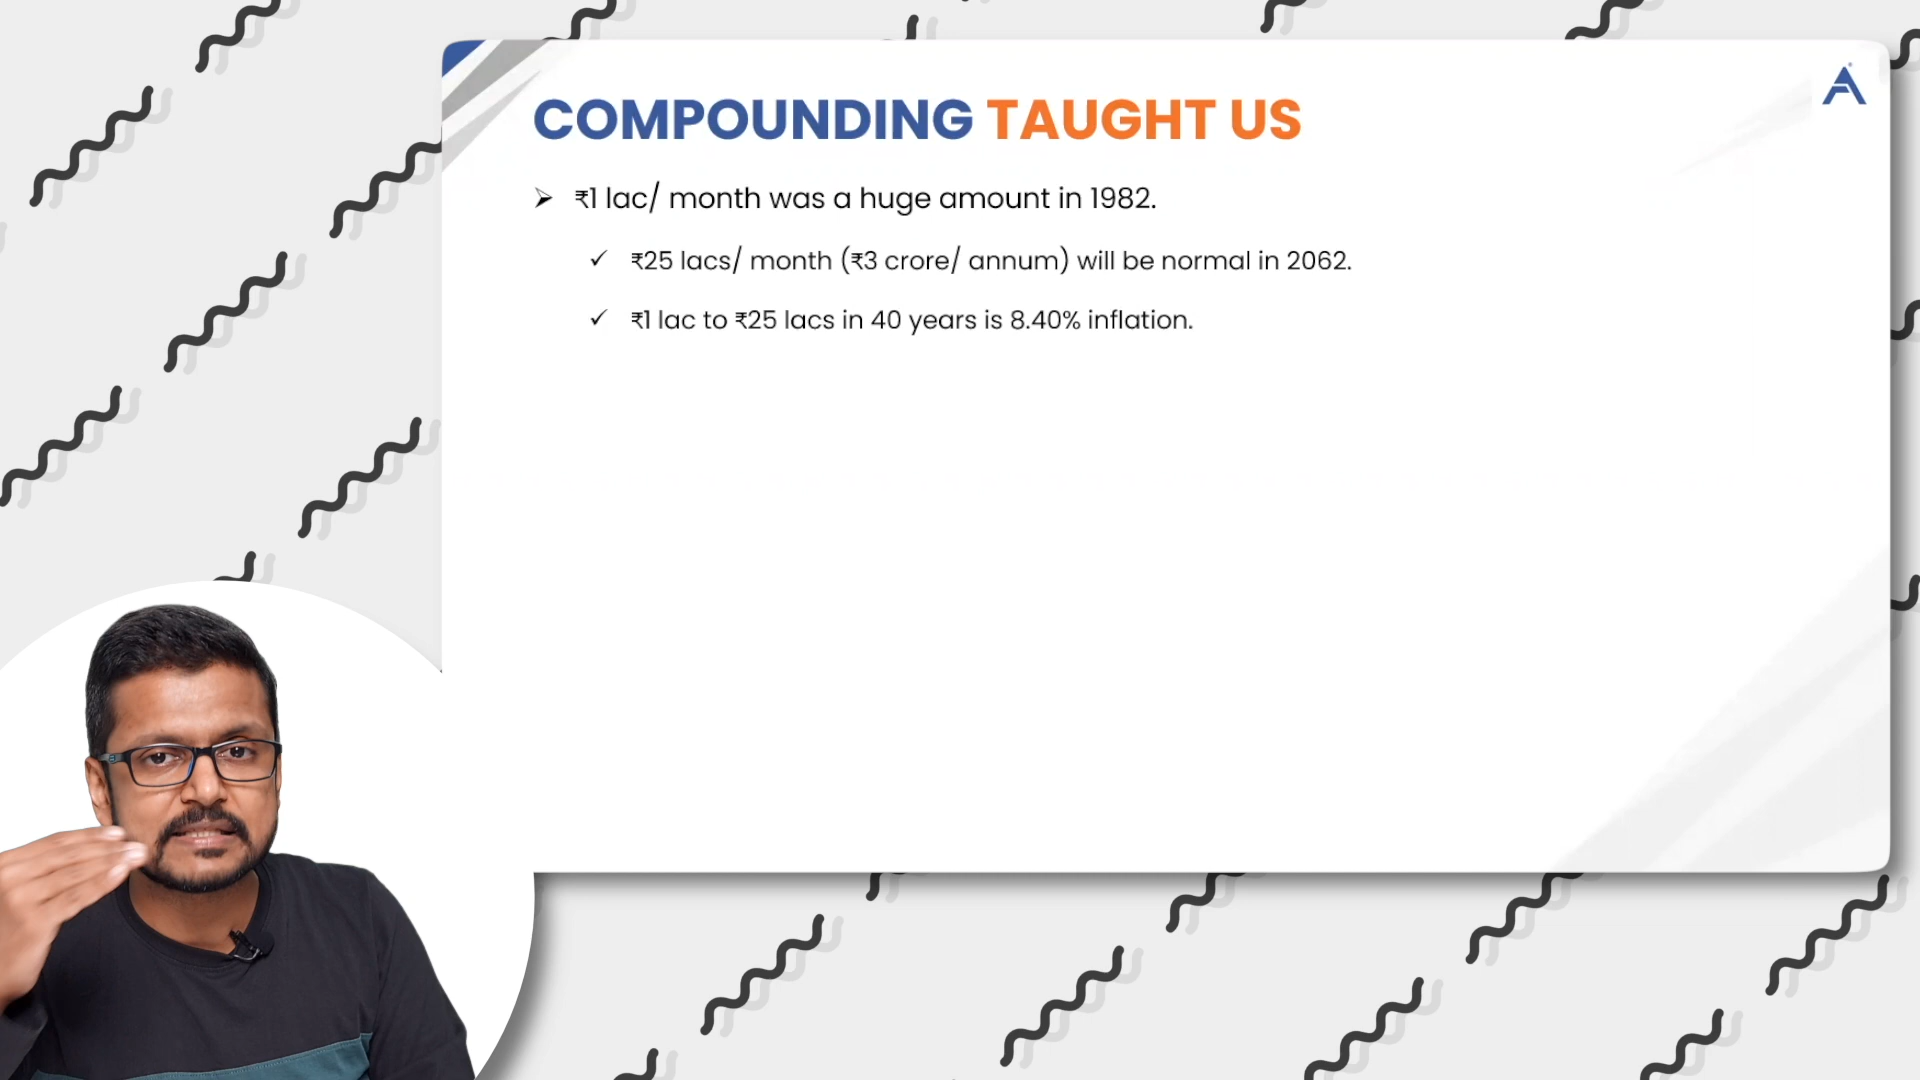 COMPOUNDING TAUGHT US
➢ ₹1 lac/ month was a huge amount in 1982.
✓ ₹25 lacs/ month (₹3 crore/ annum) will be normal in 2062.
✓ ₹1 lac to ₹25 lacs in 40 years is 8.40% inflation.